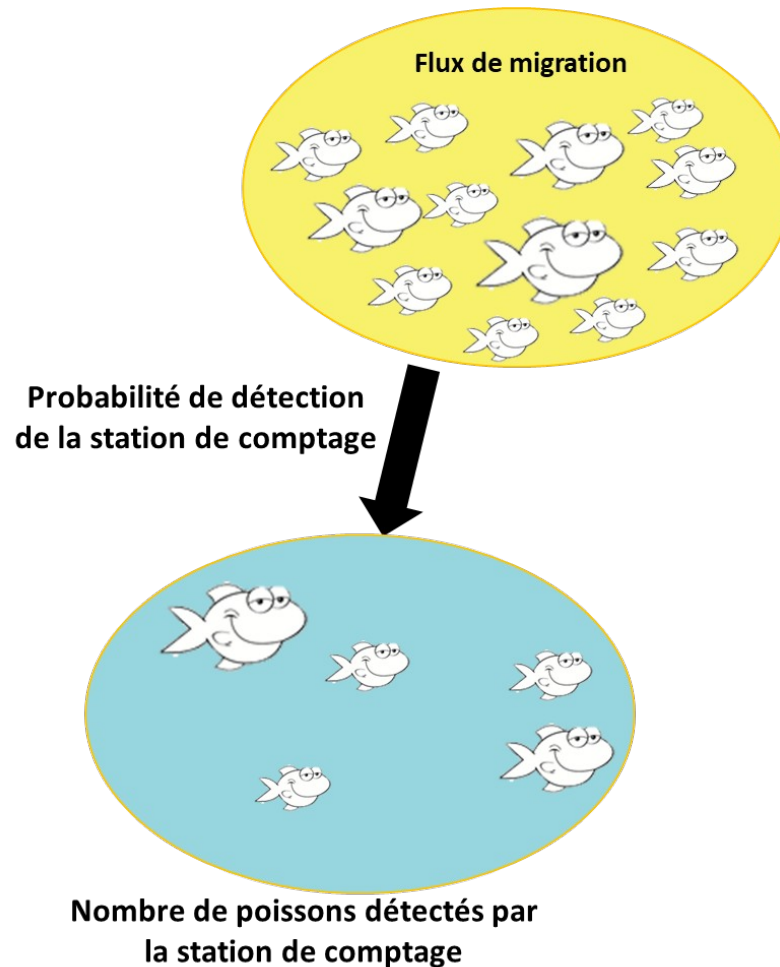 Flux de migration
Probabilité de détection
de la station de comptage
Nombre de poissons détectés par
la station de comptage